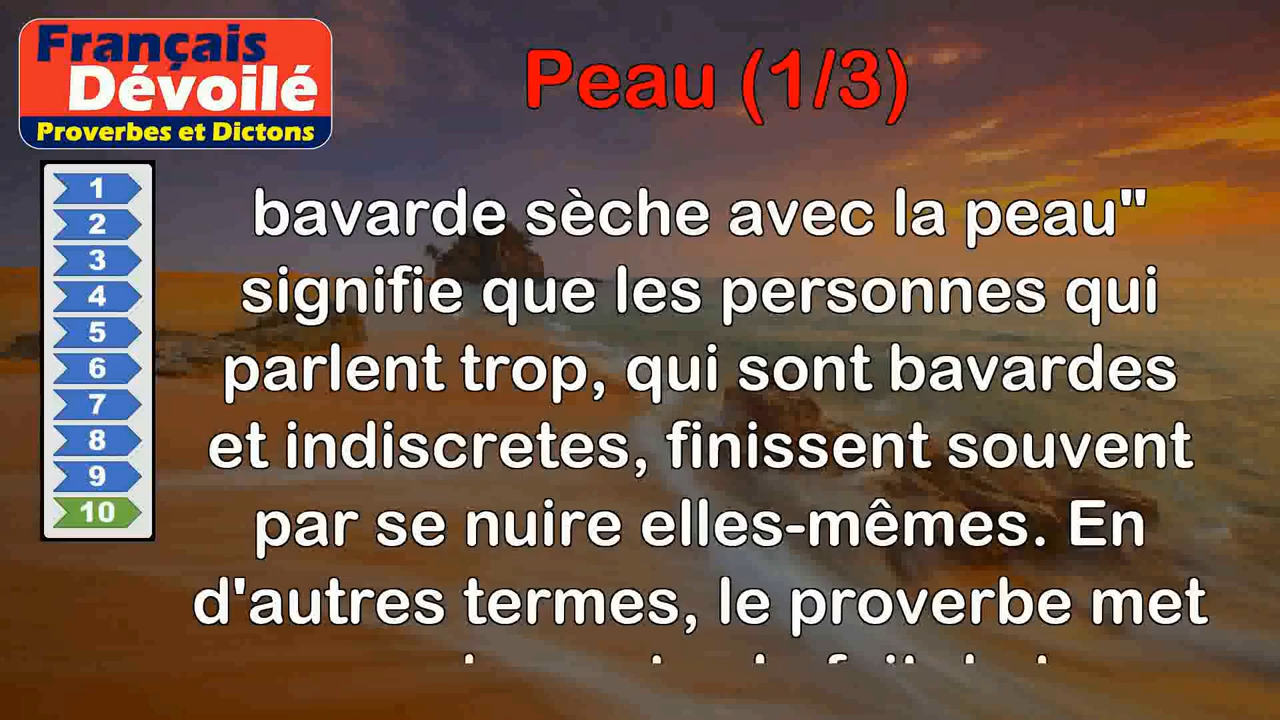 Français
Dévoilé
Proverbes et Dictons
Peau (1/3)
1
2
3
4
5
6
7
8
9
10
bavarde sèche avec la peau"
signifie que les personnes qui
parlent trop, qui sont bavardes
et indiscretes, finissent souvent
par se nuire elles-mêmes. En
d'autres termes, le proverbe met